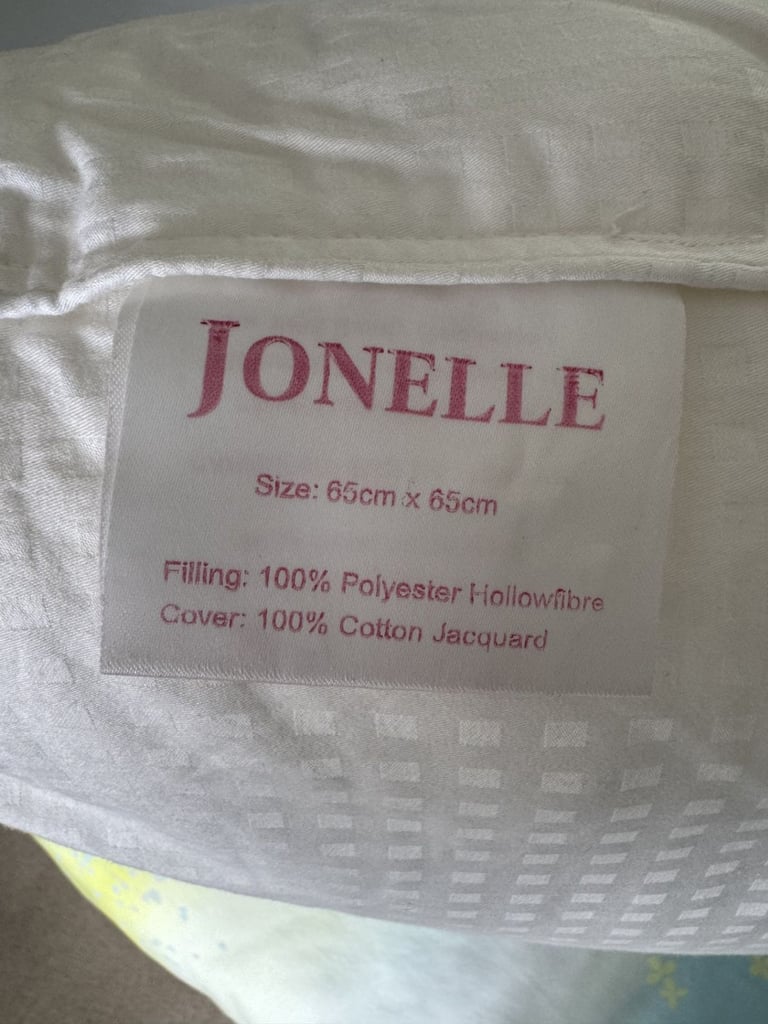 JONELLE
Size: 65cm x 65cm
Filling: 100% Polyester Hollowfibre
Cover: 100% Cotton Jacquard